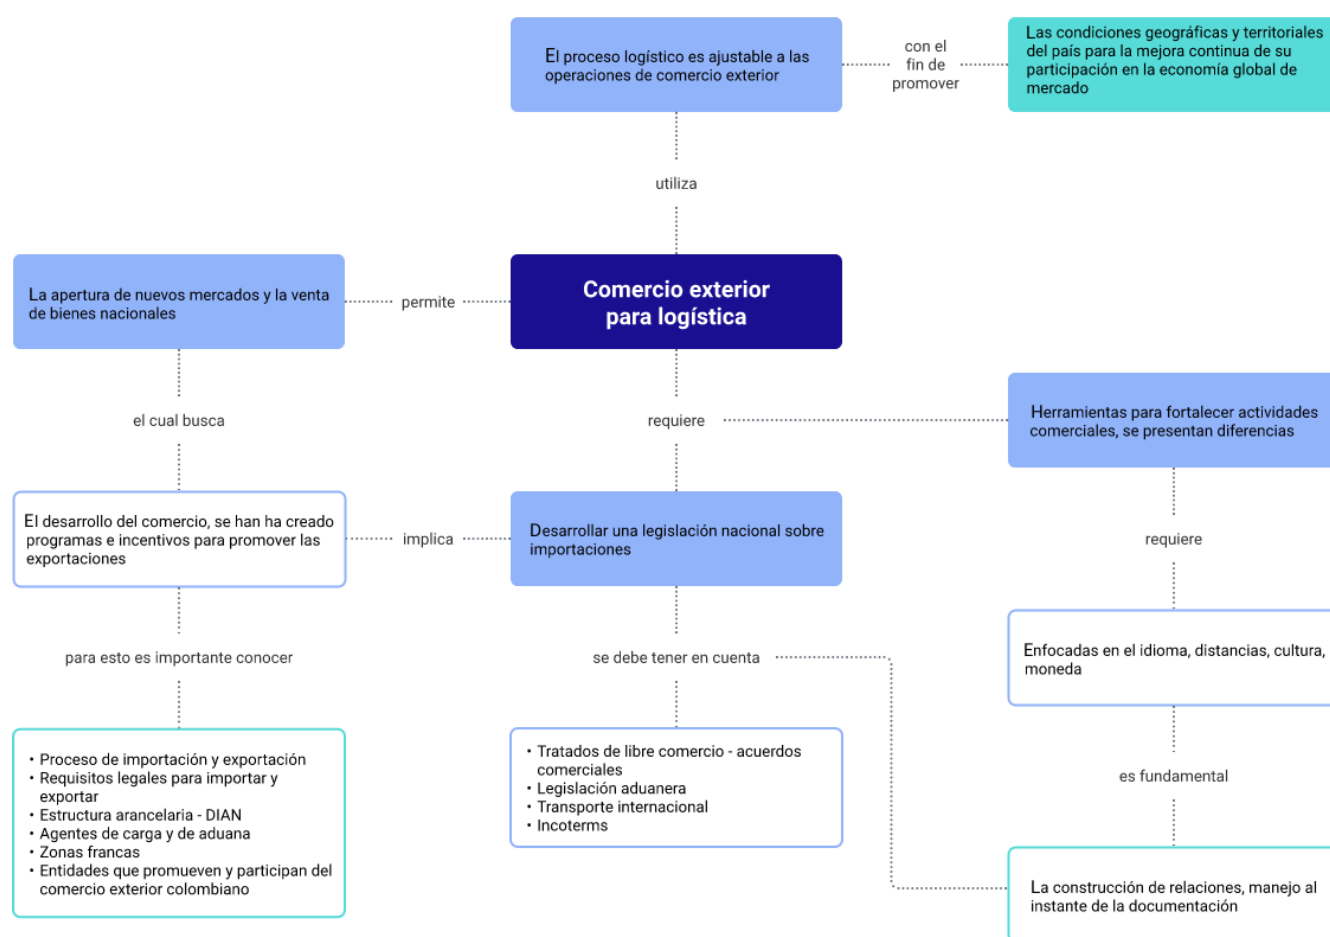 El proceso logístico es ajustable a las
operaciones de comercio exterior
con el
fin de
promover
Las condiciones geográficas y territoriales
del país para la mejora continua de su
participación en la economía global de
mercado
utiliza
La apertura de nuevos mercados y la venta
de bienes nacionales
permite
Comercio exterior
para logística
el cual busca
requiere
Herramientas para fortalecer actividades
comerciales, se presentan diferencias
El desarrollo del comercio, se han ha creado
programas e incentivos para promover las
exportaciones
implica
Desarrollar una legislación nacional sobre
importaciones
requiere
para esto es importante conocer
se debe tener en cuenta
Enfocadas en el idioma, distancias, cultura,
moneda
• Proceso de importación y exportación
• Requisitos legales para importar y
exportar
• Estructura arancelaria - DIAN
• Agentes de carga y de aduana
• Zonas francas
• Entidades que promueven y participan del
comercio exterior colombiano
• Tratados de libre comercio - acuerdos
comerciales
• Legislación aduanera
• Transporte internacional
• Incoterms
es fundamental
La construcción de relaciones, manejo al
instante de la documentación